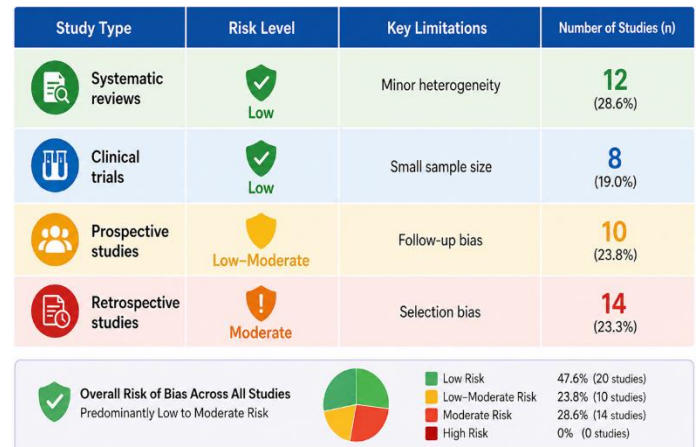 Study Type Risk Level Key Limitations Number of Studies (n)
Systematic reviews Low Minor heterogeneity 12 (28.6%)
Clinical trials Low Small sample size 8 (19.0%)
Prospective studies Low–Moderate Follow-up bias 10 (23.8%)
Retrospective studies Moderate Selection bias 14 (23.3%)
Overall Risk of Bias Across All Studies
Predominantly Low to Moderate Risk
Low Risk 47.6% (20 studies)
Low–Moderate Risk 23.8% (10 studies)
Moderate Risk 28.6% (14 studies)
High Risk 0% (0 studies)